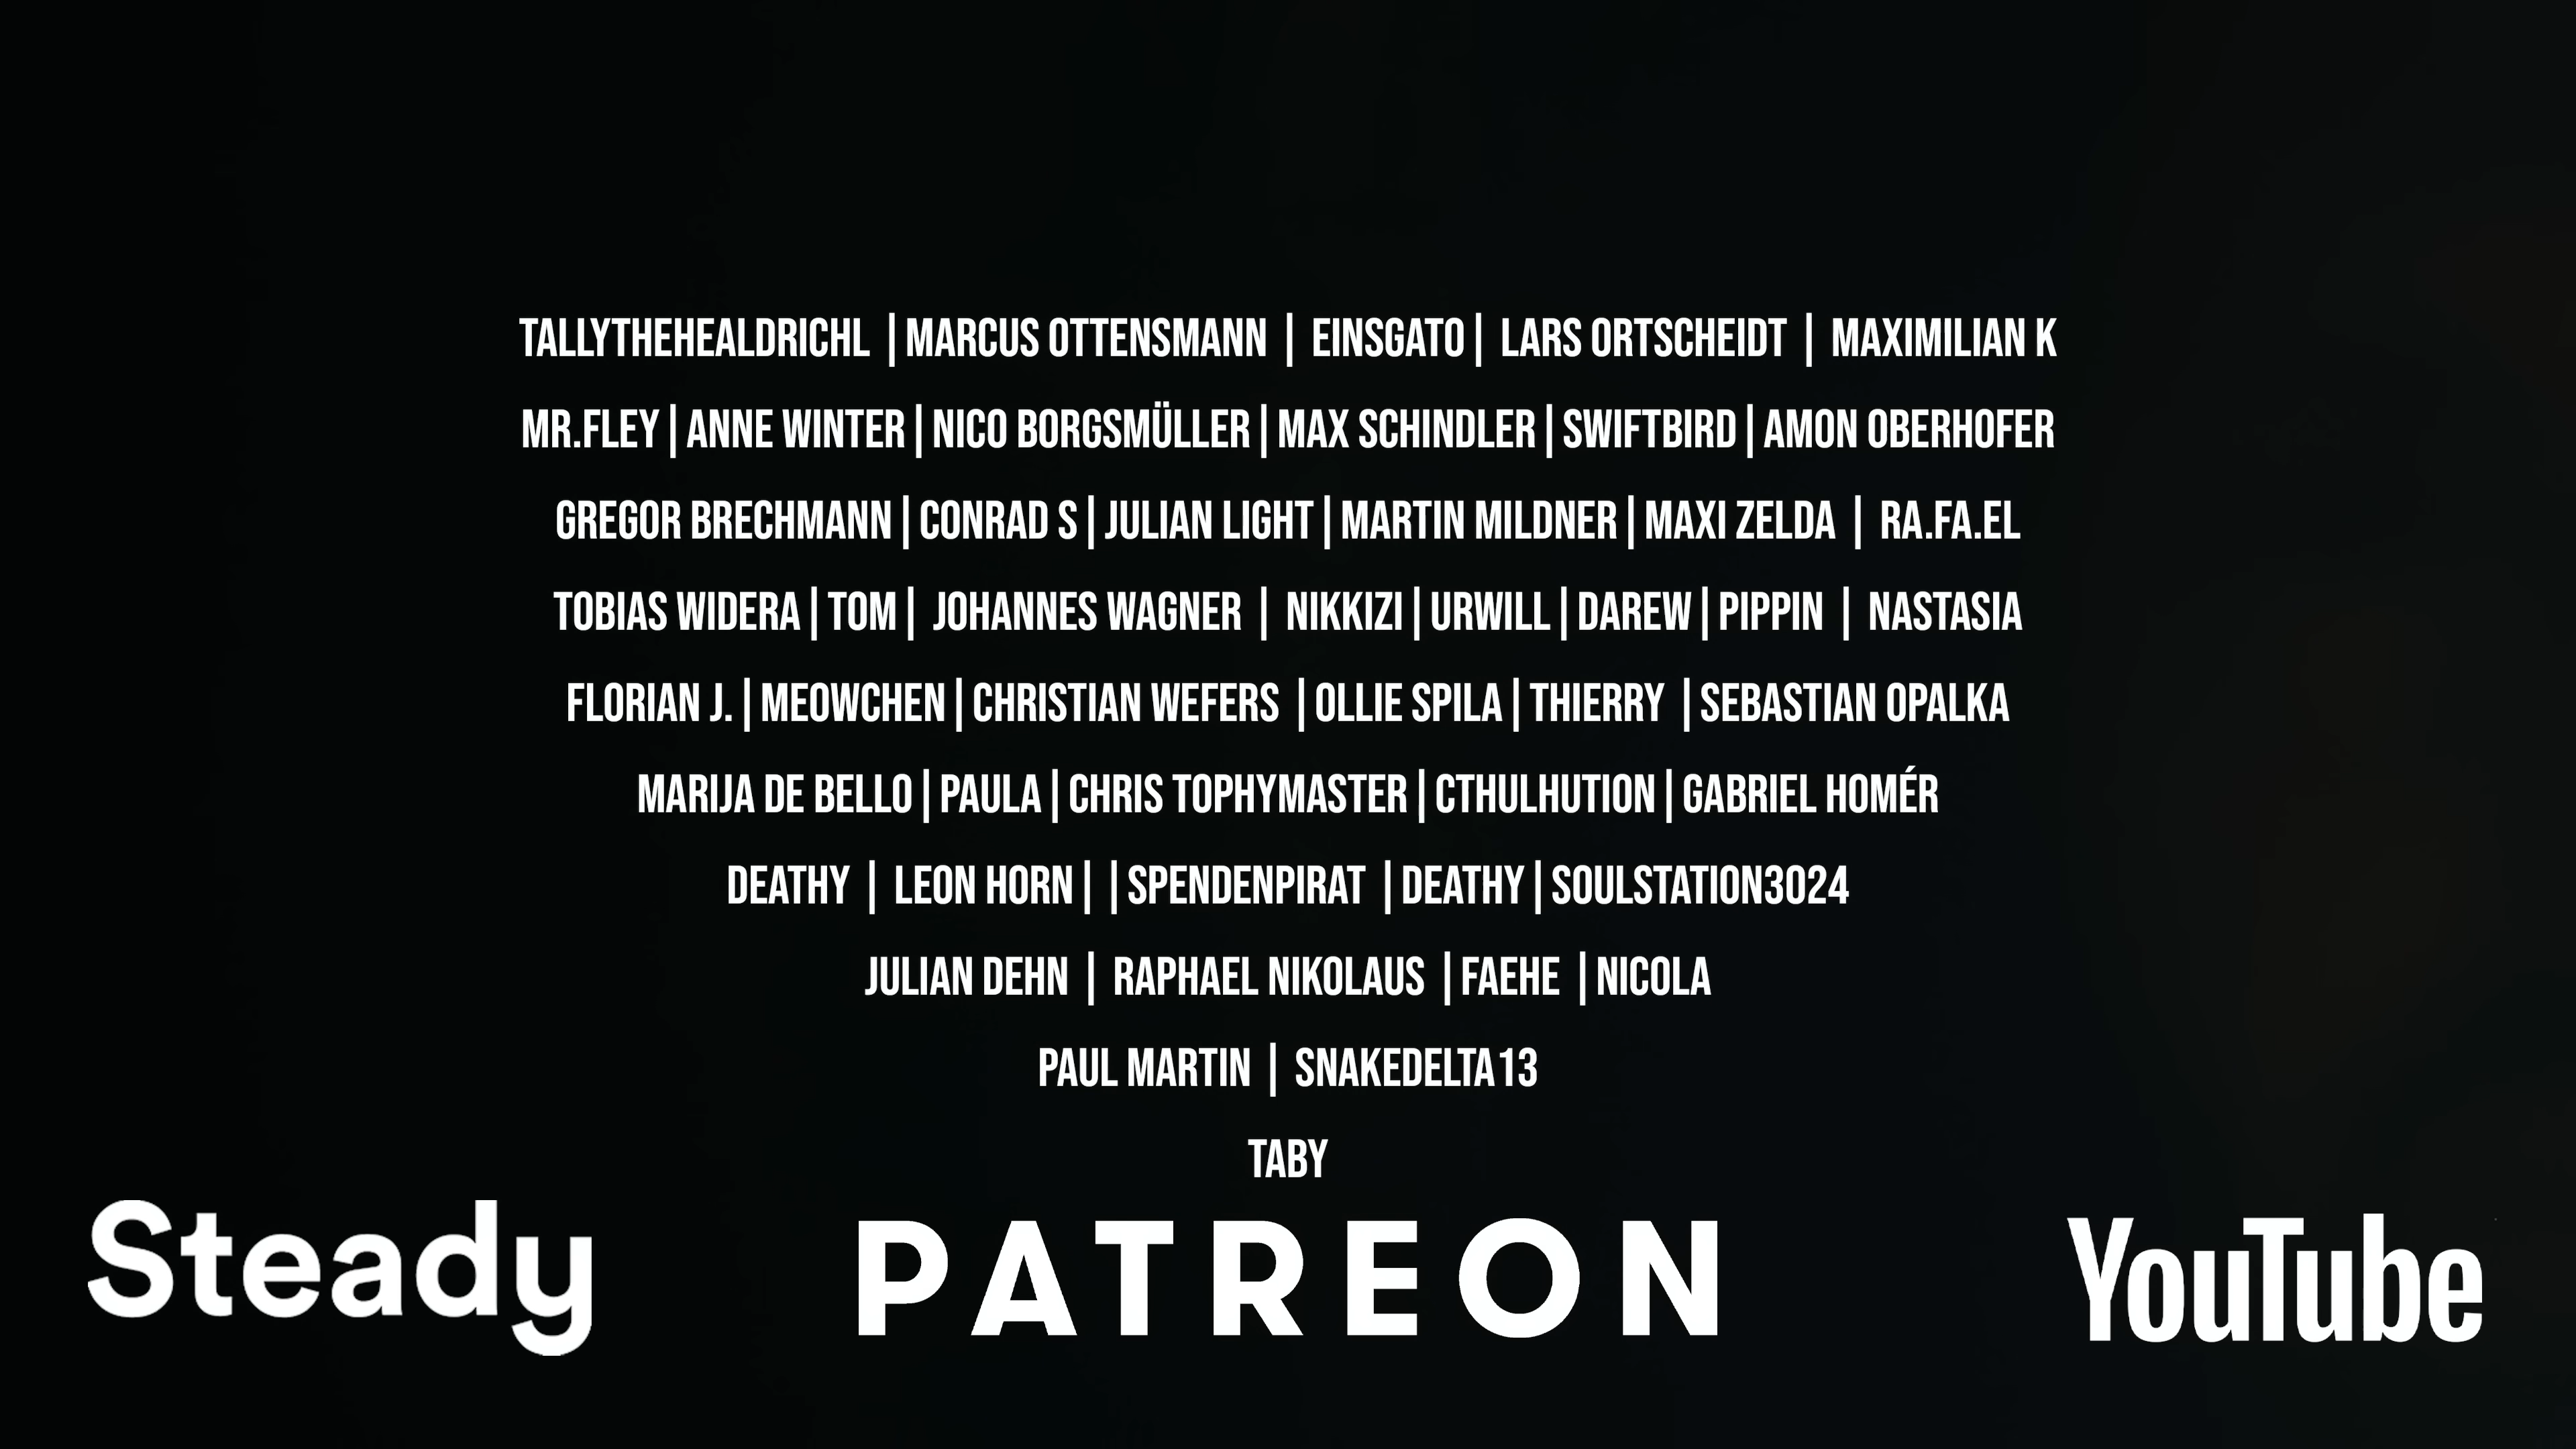 TALLYTHEHEALDRICHL | MARCUS OTTENSMANN | EINSGATO | LARS ORTSCHEIDT | MAXIMILIAN K
MR.FLEY | ANNE WINTER | NICO BORGSMÜLLER | MAX SCHINDLER | SWIFTBIRD | AMON OBERHOFER
GREGOR BRECHMANN | CONRAD S | JULIAN LIGHT | MARTIN MILDNER | MAXI ZELDA | RA.FA.EL
TOBIAS WIDERA | TOM | JOHANNES WAGNER | NIKKIZI | URWILL | DAREW | PIPPIN | NASTASIA
FLORIAN J. | MEOWCHEN | CHRISTIAN WEFERS | OLLIE SPILA | THIERRY | SEBASTIAN OPALKA
MARIJA DE BELLO | PAULA | CHRIS TOPHYMASTER | CTHULHUTION | GABRIEL HOMÉR
DEATHY | LEON HORN | | SPENDENPIRAT | DEATHY | SOULSTATION3024
JULIAN DEHN | RAPHAEL NIKOLAUS | FAEHE | NICOLA
PAUL MARTIN | SNAKEDELTA13
TABY
Steady PATREON YouTube